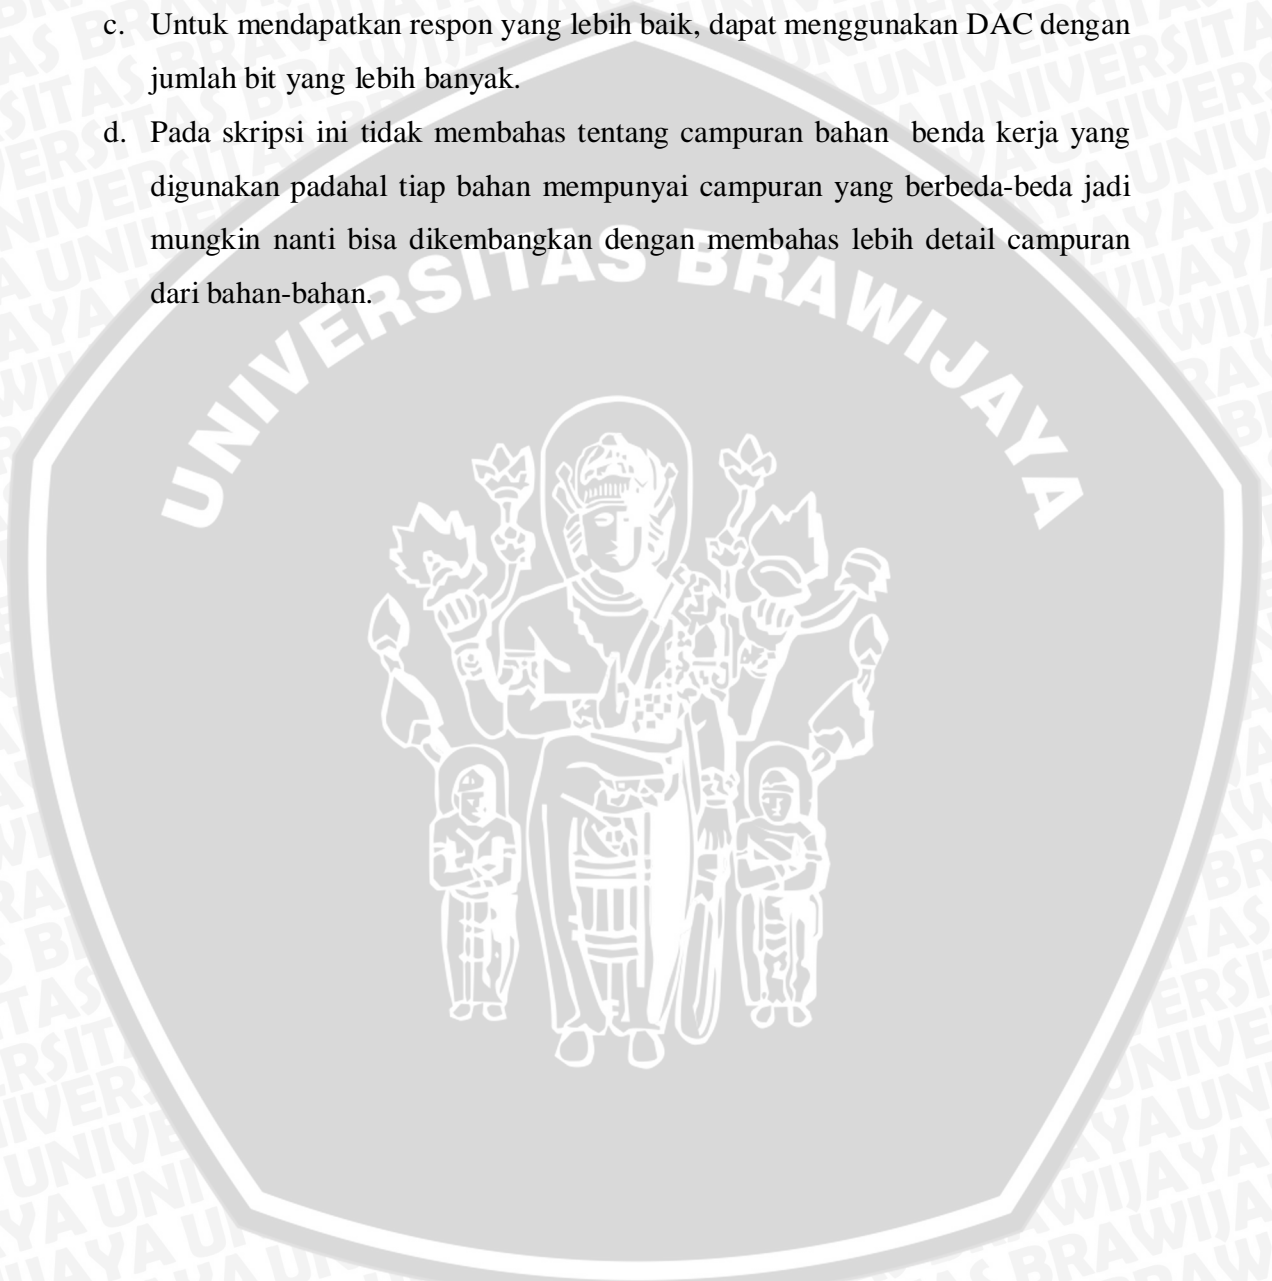 c. Untuk mendapatkan respon yang lebih baik, dapat menggunakan DAC dengan
jumlah bit yang lebih banyak.
d. Pada skripsi ini tidak membahas tentang campuran bahan benda kerja yang
digunakan padahal tiap bahan mempunyai campuran yang berbeda-beda jadi
mungkin nanti bisa dikembangkan dengan membahas lebih detail campuran
dari bahan-bahan.
UNIVERSITAS BRAWIJAYA